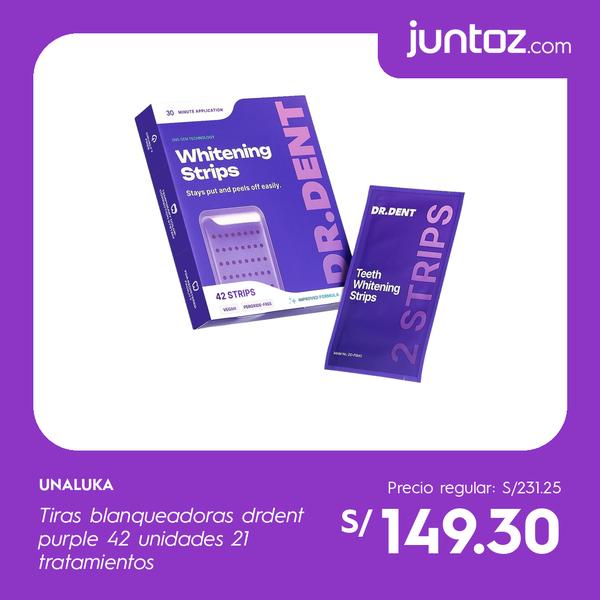 juntoz.com
30 MINUTE APPLICATION
Whitening
Strips
Stays put and peels off easily.
DR.DENT
42 STRIPS
VEGAN
PEROXIDE-FREE
IMPROVED FORMULA
DR.DENT
Teeth
Whitening
Strips
2 STRIPS
UNALUKA
Tiras blanqueadoras drdent
purple 42 unidades 21
tratamientos
Precio regular: S/231.25
S/149.30